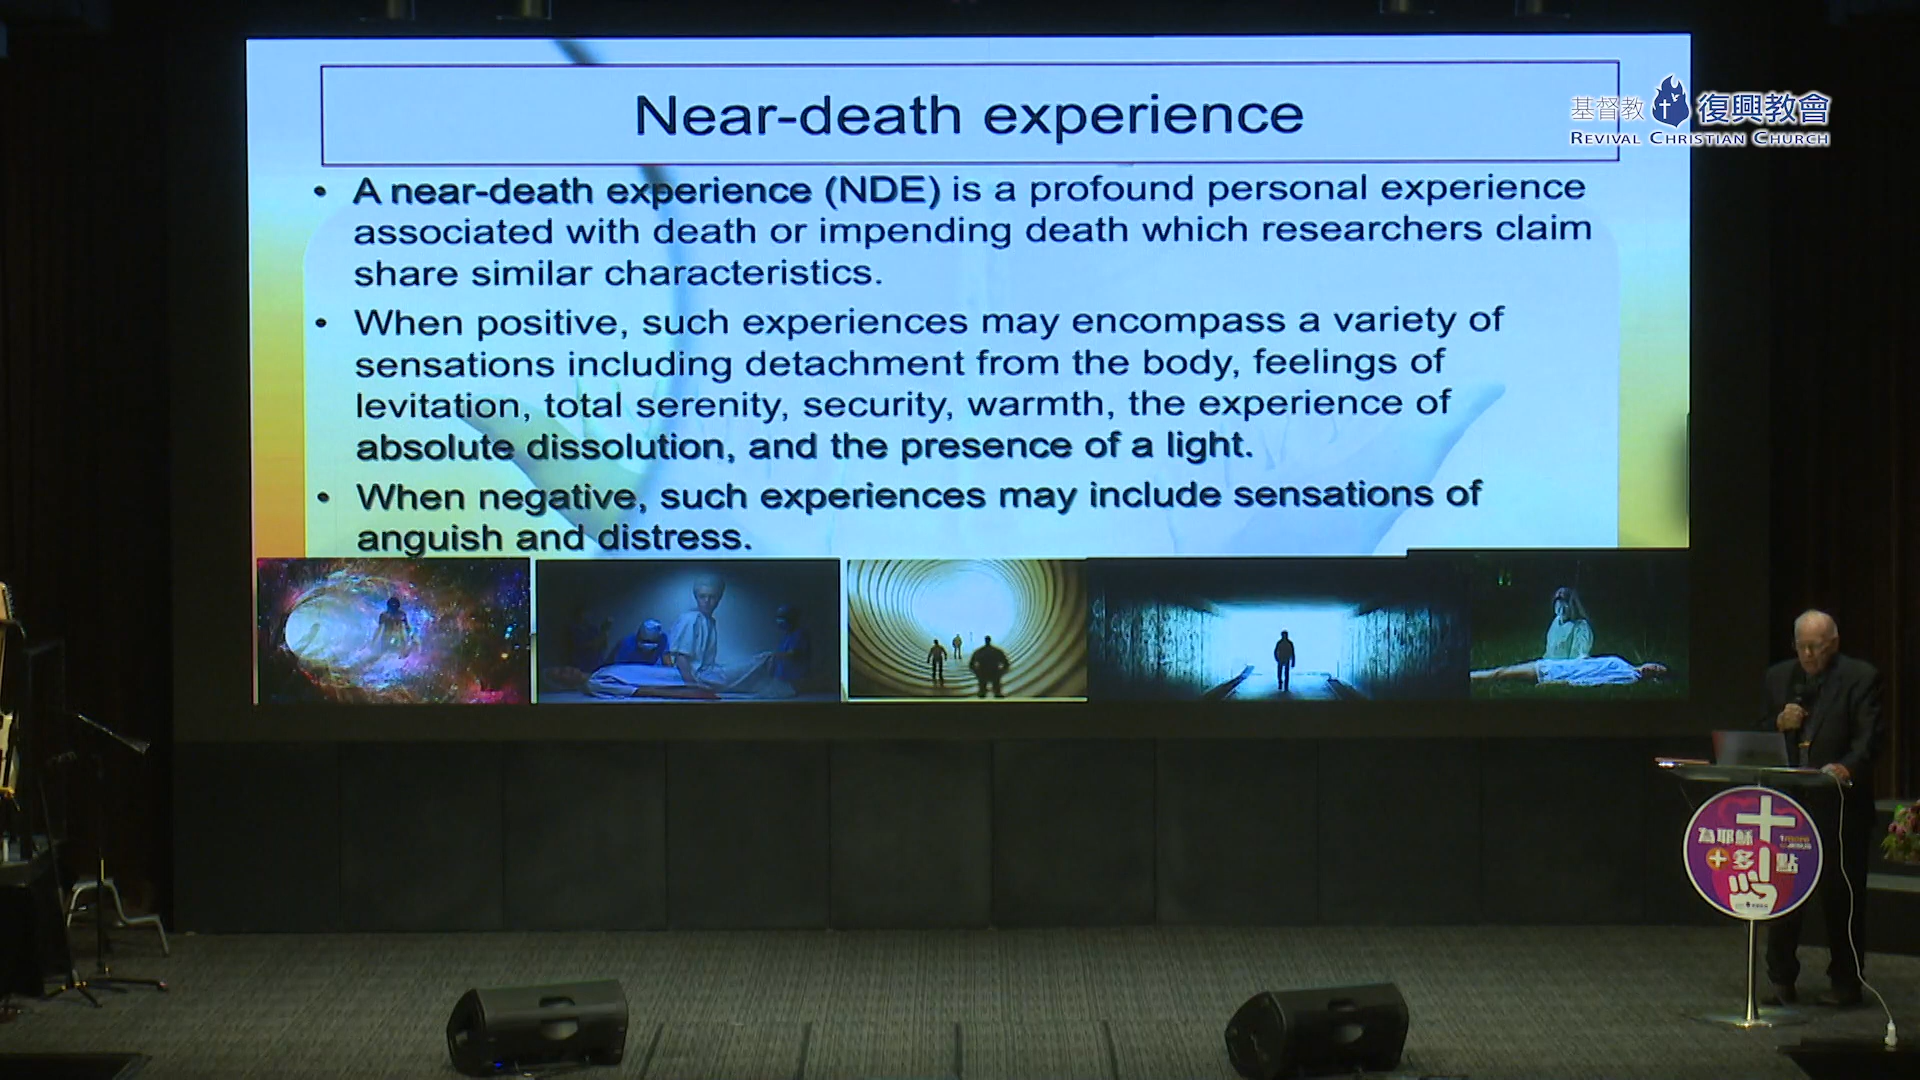 Near-death experience
基督教 復興教會
REVIVAL CHRISTIAN CHURCH
• A near-death experience (NDE) is a profound personal experience
associated with death or impending death which researchers claim
share similar characteristics.
• When positive, such experiences may encompass a variety of
sensations including detachment from the body, feelings of
levitation, total serenity, security, warmth, the experience of
absolute dissolution, and the presence of a light.
• When negative, such experiences may include sensations of
anguish and distress.
為耶穌
+多1點